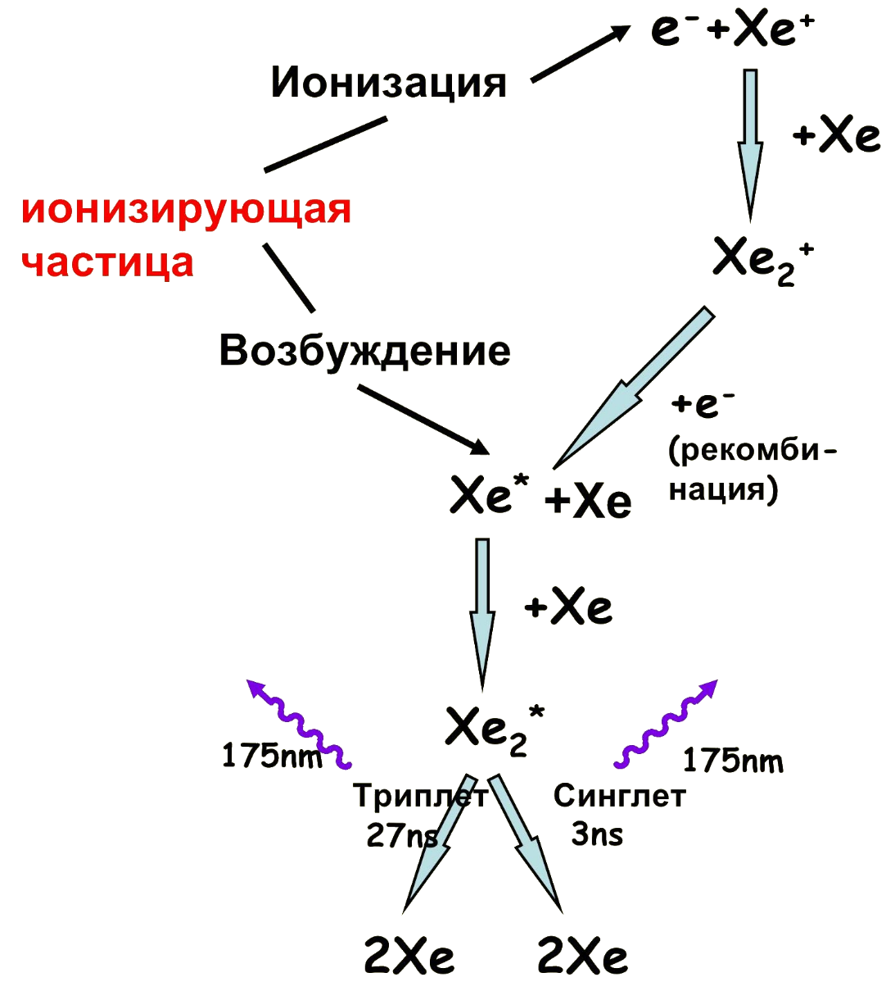 e⁻+Xe⁺
Ионизация
+Xe
ионизирующая
частица
Xe₂⁺
Возбуждение
+e⁻
(рекомби-
нация)
Xe* +Xe
+Xe
Xe₂*
175nm
175nm
Триплет
27ns
Синглет
3ns
2Xe
2Xe